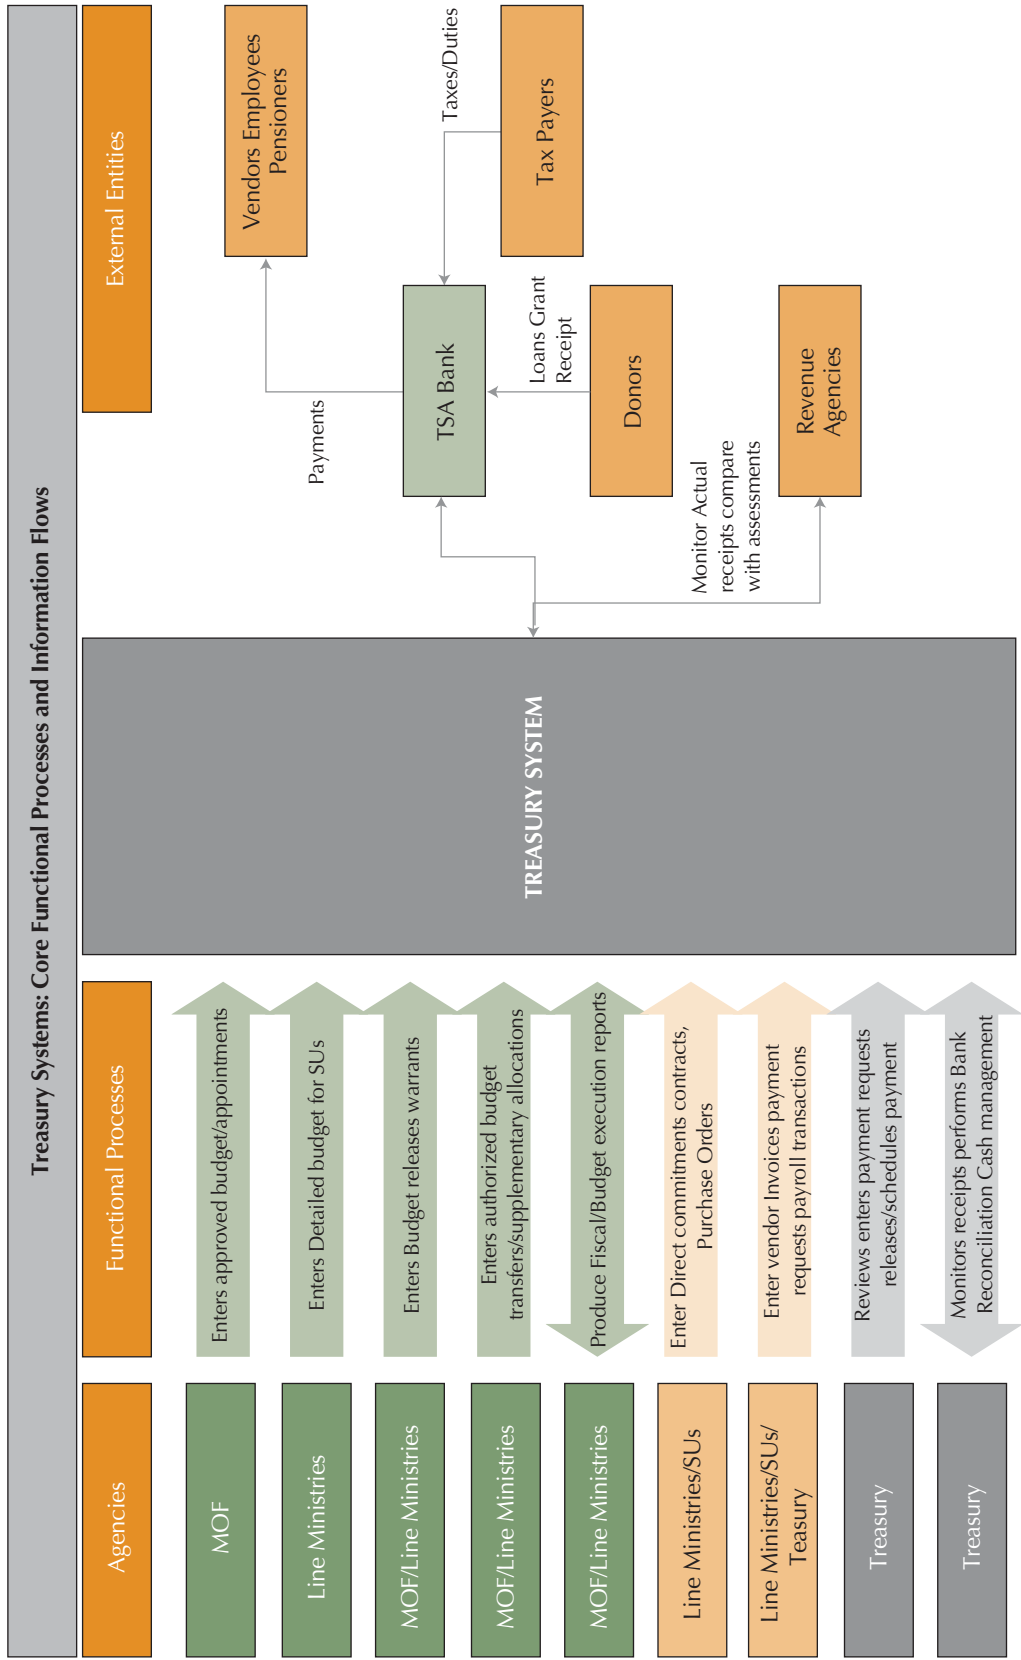 Treasury Systems: Core Functional Processes and Information Flows
Agencies
Functional Processes
External Entities
MOF
Enters approved budget/appointments
Line Ministries
Enters Detailed budget for SUs
MOF/Line Ministries
Enters Budget releases warrants
MOF/Line Ministries
Enters authorized budget
transfers/supplementary allocations
MOF/Line Ministries
Produce Fiscal/Budget execution reports
Line Ministries/SUs
Enter Direct commitments contracts,
Purchase Orders
Line Ministries/SUs/
Teasury
Enter vendor Invoices payment
requests payroll transactions
Treasury
Reviews enters payment requests
releases/schedules payment
Treasury
Monitors receipts performs Bank
Reconciliation Cash management
TREASURY SYSTEM
Vendors Employees
Pensioners
Payments
Taxes/Duties
TSA Bank
Tax Payers
Loans Grant
Receipt
Donors
Monitor Actual
receipts compare
with assessments
Revenue
Agencies